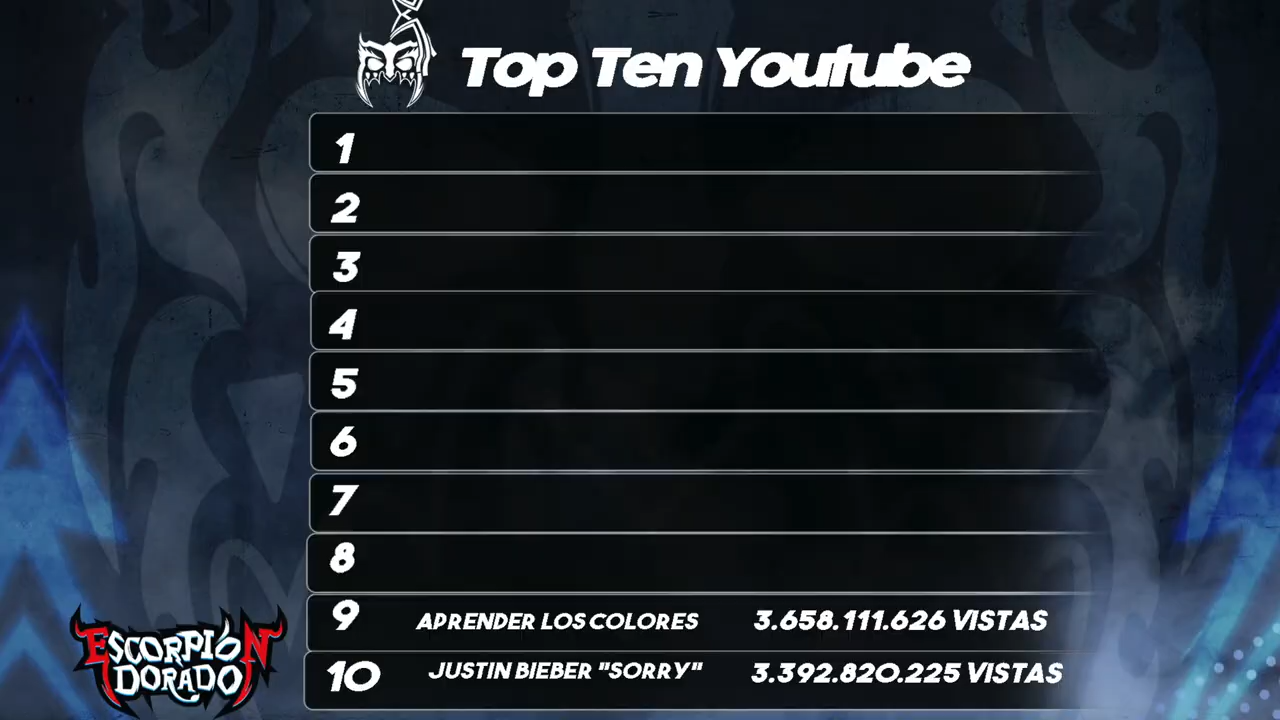 Top Ten Youtube
1
2
3
4
5
6
7
8
9 APRENDER LOS COLORES 3.658.111.626 VISTAS
10 JUSTIN BIEBER "SORRY" 3.392.820.225 VISTAS
ESCORPIÓN
DORADO